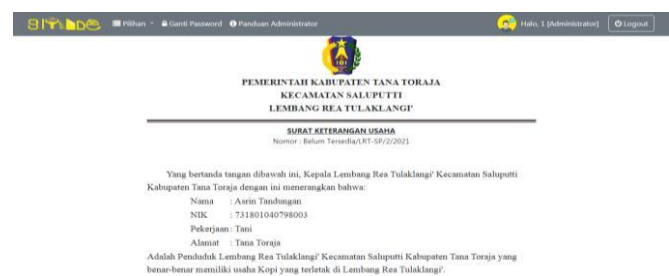 SIMADE Pilihan Ganti Password Panduan Administrator Halo, 1 [Administrator] Logout
PEMERINTAH KABUPATEN TANA TORAJA
KECAMATAN SALUPUTTI
LEMBANG REA TULAKLANGI'
SURAT KETERANGAN USAHA
Nomor : Belum Tersedia/LRT-SP/2/2021
Yang bertanda tangan dibawah ini, Kepala Lembang Rea Tulaklangi' Kecamatan Saluputti
Kabupaten Tana Toraja dengan ini menerangkan bahwa:
Nama : Asrin Tandungan
NIK : 731801040798003
Pekerjaan : Tani
Alamat : Tana Toraja
Adalah Penduduk Lembang Rea Tulaklangi' Kecamatan Saluputti Kabupaten Tana Toraja yang
benar-benar memiliki usaha Kopi yang terletak di Lembang Rea Tulaklangi'.